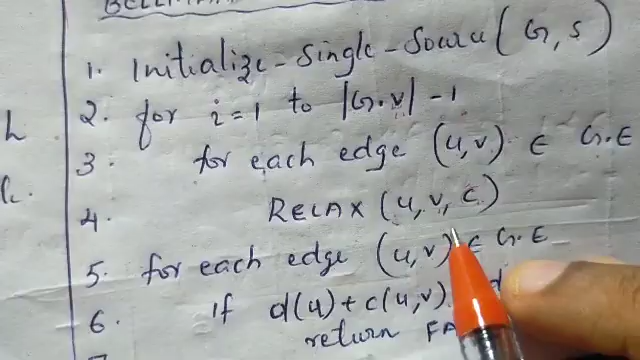 1. Initialize-Single-Source(G, s)
2. for i=1 to |G.v| -1
3. for each edge (u,v) ∈ G.E
4. RELAX (u,v,c)
5. for each edge (u,v) ∈ G.E
6. If d(u)+c(u,v)
return